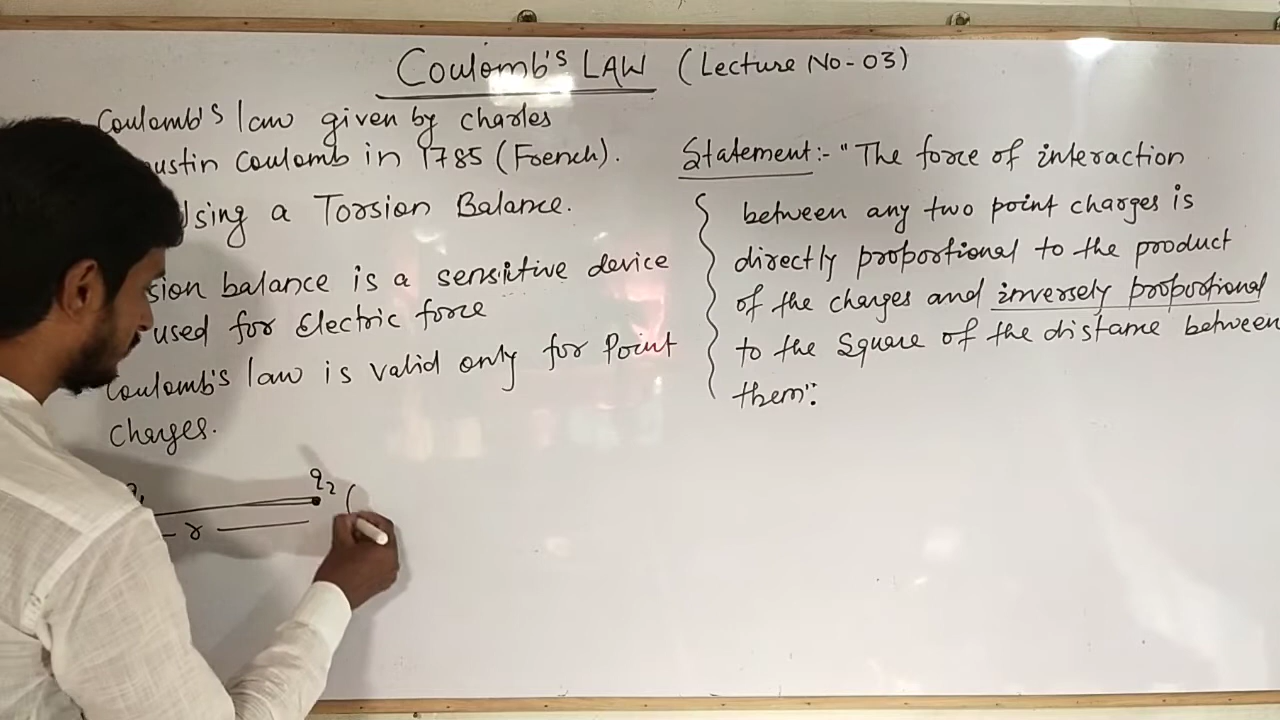 Coulomb's LAW (Lecture No-03)
Coulomb's law given by charles
ustin Coulomb in 1785 (French).
Using a Torsion Balance.
sion balance is a sensitive device
used for Electric force
Coulomb's law is valid only for Point
Charges.
q1 q2 (
r
Statement:- "The force of interaction
between any two point charges is
directly proportional to the product
of the charges and inversely proportional
to the Square of the distance between
them".